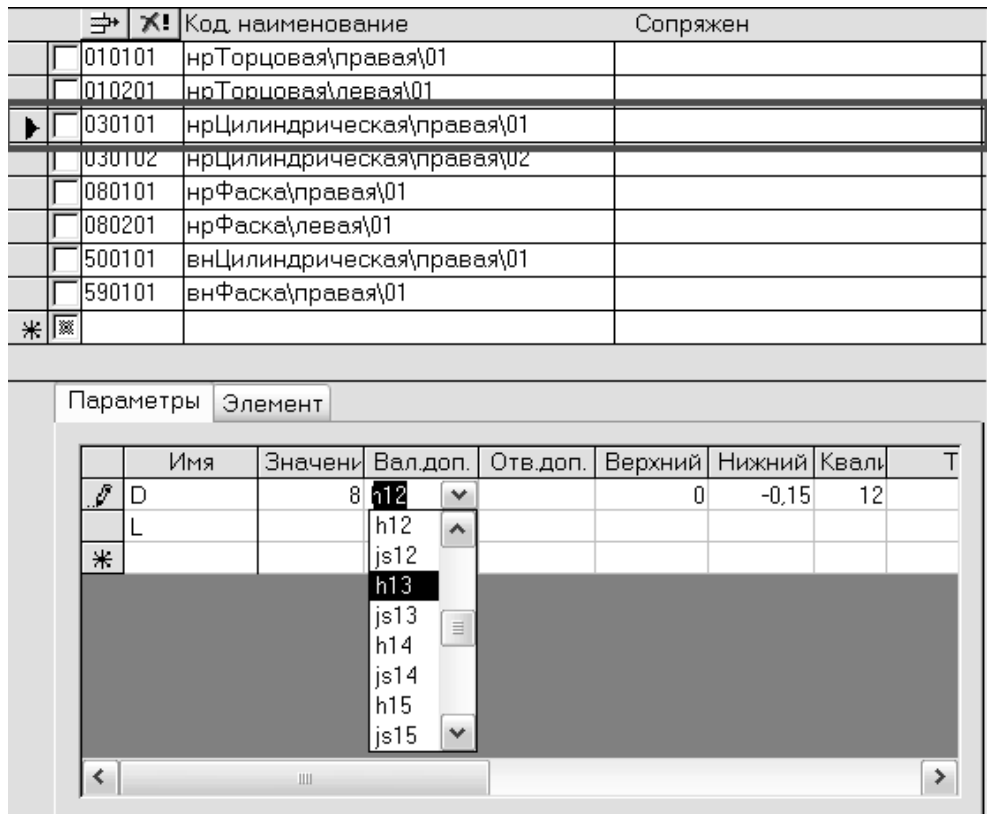 Код, наименование Сопряжен
010101 нрТорцовая\правая\01
010201 нрТорцовая\левая\01
030101 нрЦилиндрическая\правая\01
030102 нрЦилиндрическая\правая\02
080101 нрФаска\правая\01
080201 нрФаска\левая\01
500101 внЦилиндрическая\правая\01
590101 внФаска\правая\01
Параметры Элемент
Имя Значени Вал.доп. Отв.доп. Верхний Нижний Квали Т
D 8 h12 0 -0,15 12
L h12
js12
h13
js13
h14
js14
h15
js15